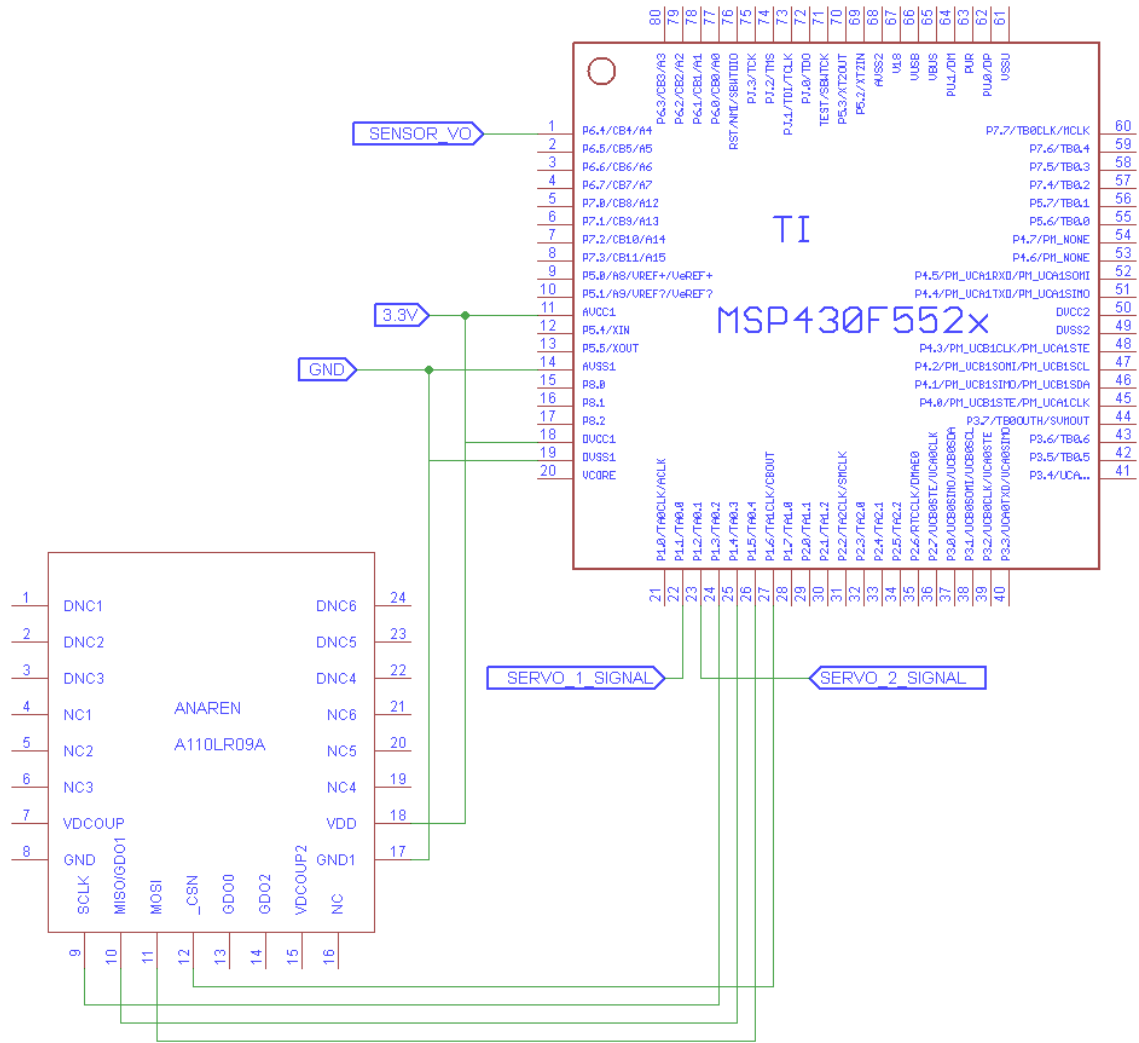 80
79
78
77
76
75
74
73
72
71
70
69
68
67
66
65
64
63
62
61
P6.3/CB3/A3
P6.2/CB2/A2
P6.1/CB1/A1
P6.0/CB0/A0
RST/NMI/SBWTDIO
PJ.3/TCK
PJ.2/TMS
PJ.1/TDI/TCLK
PJ.0/TDO
TEST/SBWTCK
P5.3/XT2OUT
P5.2/XT2IN
AVSS2
V18
VUSB
VBUS
PU.1/DM
PUR
PU.0/DP
VSSU
SENSOR_VO
1 P6.4/CB4/A4
2 P6.5/CB5/A5
3 P6.6/CB6/A6
4 P6.7/CB7/A7
5 P7.0/CB8/A12
6 P7.1/CB9/A13
7 P7.2/CB10/A14
8 P7.3/CB11/A15
9 P5.0/A8/VREF+/VeREF+
10 P5.1/A9/VREF?/VeREF?
3.3V
11 AVCC1
12 P5.4/XIN
13 P5.5/XOUT
GND
14 AVSS1
15 P8.0
16 P8.1
17 P8.2
18 DVCC1
19 DVSS1
20 VCORE
TI
MSP430F552x
P7.7/TB0CLK/MCLK 60
P7.6/TB0.4 59
P7.5/TB0.3 58
P7.4/TB0.2 57
P5.7/TB0.1 56
P5.6/TB0.0 55
P4.7/PM_NONE 54
P4.6/PM_NONE 53
P4.5/PM_UCA1RXD/PM_UCA1SOMI 52
P4.4/PM_UCA1TXD/PM_UCA1SIMO 51
DVCC2 50
DVSS2 49
P4.3/PM_UCB1CLK/PM_UCA1STE 48
P4.2/PM_UCB1SOMI/PM_UCB1SCL 47
P4.1/PM_UCB1SIMO/PM_UCB1SDA 46
P4.0/PM_UCB1STE/PM_UCA1CLK 45
P3.7/TB0OUTH/SVMOUT 44
P3.6/TB0.6 43
P3.5/TB0.5 42
P3.4/UCA... 41
P1.0/TA0CLK/ACLK
P1.1/TA0.0
P1.2/TA0.1
P1.3/TA0.2
P1.4/TA0.3
P1.5/TA0.4
P1.6/TA1CLK/CBOUT
P1.7/TA1.0
P2.0/TA1.1
P2.1/TA1.2
P2.2/TA2CLK/SMCLK
P2.3/TA2.0
P2.4/TA2.1
P2.5/TA2.2
P2.6/RTCCLK/DMAE0
P2.7/UCB0STE/UCA0CLK
P3.0/UCB0SIMO/UCB0SDA
P3.1/UCB0SOMI/UCB0SCL
P3.2/UCB0CLK/UCA0STE
P3.3/UCA0TXD/UCA0SIMO
21
22
23
24
25
26
27
28
29
30
31
32
33
34
35
36
37
38
39
40
SERVO_1_SIGNAL
SERVO_2_SIGNAL
1 DNC1
2 DNC2
3 DNC3
4 NC1
5 NC2
6 NC3
7 VDCOUP
8 GND
ANAREN
A110LR09A
DNC6 24
DNC5 23
DNC4 22
NC6 21
NC5 20
NC4 19
VDD 18
GND1 17
SCLK
MISO/GDO1
MOSI
_CSN
GDO0
GDO2
VDCOUP2
NC
9
10
11
12
13
14
15
16